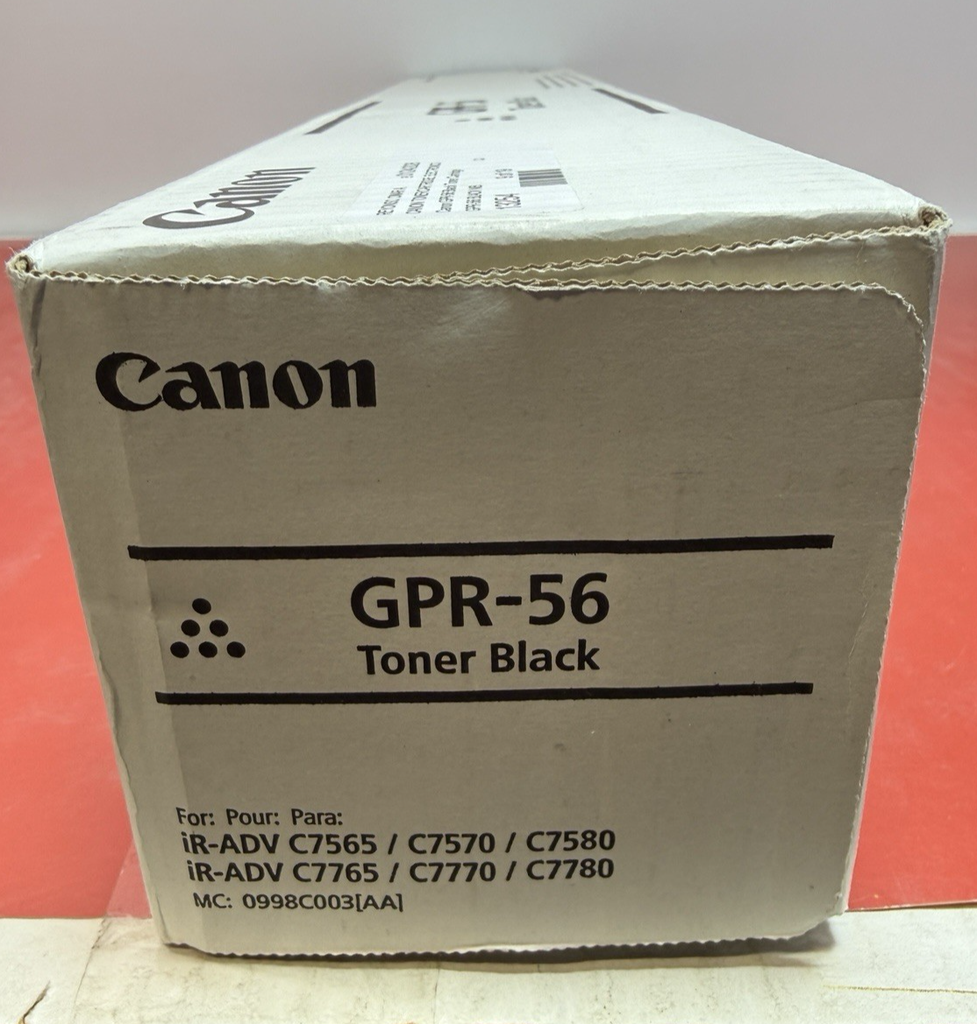 Canon
Canon
GPR-56
Toner Black
For: Pour: Para:
iR-ADV C7565 / C7570 / C7580
iR-ADV C7765 / C7770 / C7780
MC: 0998C003[AA]